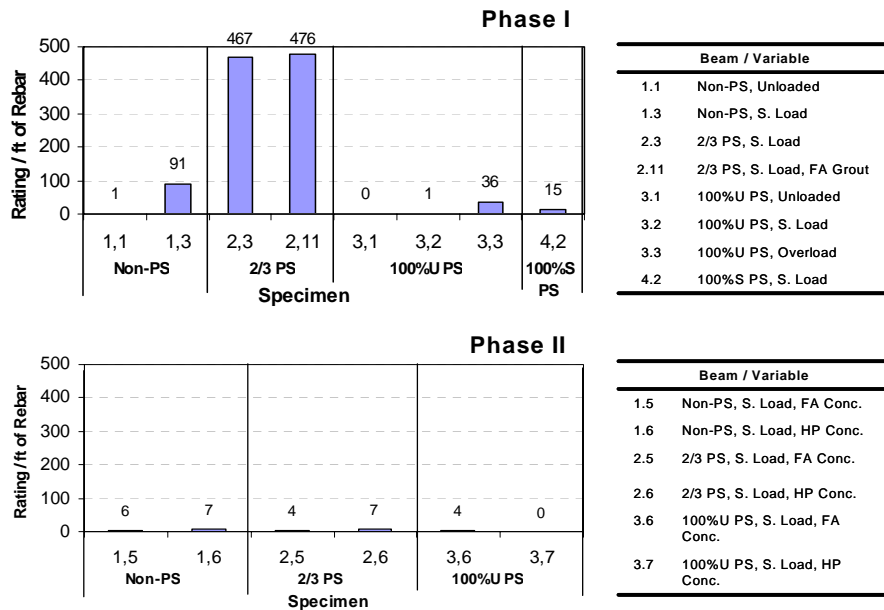 Phase I
Rating / ft of Rebar
500
400
300
200
100
0
1
91
467
476
0
1
36
15
1,1
1,3
2,3
2,11
3,1
3,2
3,3
4,2
Non-PS
2/3 PS
100%U PS
100%S
PS
Specimen
Beam / Variable
1.1 Non-PS, Unloaded
1.3 Non-PS, S. Load
2.3 2/3 PS, S. Load
2.11 2/3 PS, S. Load, FA Grout
3.1 100%U PS, Unloaded
3.2 100%U PS, S. Load
3.3 100%U PS, Overload
4.2 100%S PS, S. Load
Phase II
Rating / ft of Rebar
500
400
300
200
100
0
6
7
4
7
4
0
1,5
1,6
2,5
2,6
3,6
3,7
Non-PS
2/3 PS
100%U PS
Specimen
Beam / Variable
1.5 Non-PS, S. Load, FA Conc.
1.6 Non-PS, S. Load, HP Conc.
2.5 2/3 PS, S. Load, FA Conc.
2.6 2/3 PS, S. Load, HP Conc.
3.6 100%U PS, S. Load, FA
Conc.
3.7 100%U PS, S. Load, HP
Conc.